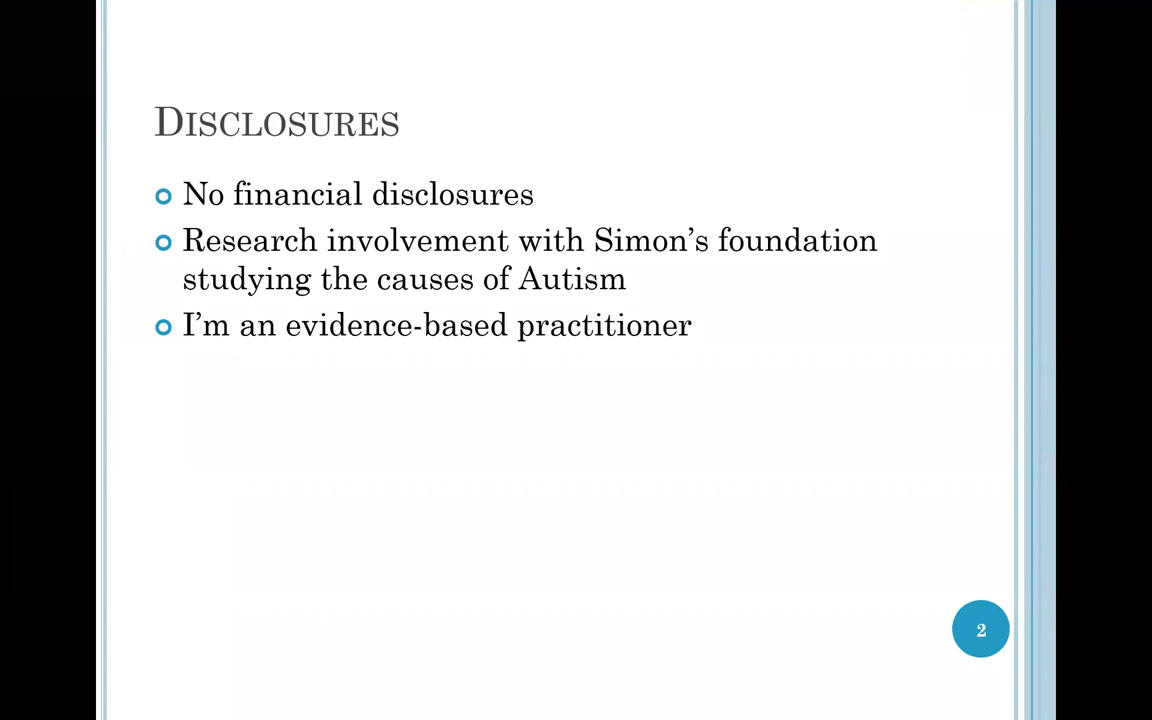 DISCLOSURES
No financial disclosures
Research involvement with Simon’s foundation
studying the causes of Autism
I’m an evidence-based practitioner
2